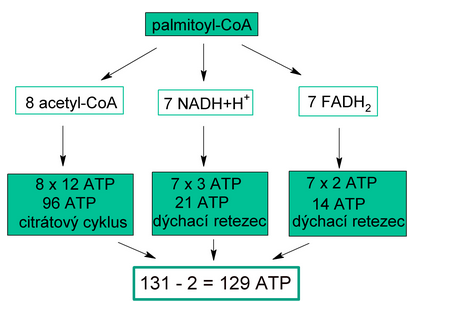 palmitoyl-CoA
8 acetyl-CoA
7 NADH+H⁺
7 FADH₂
8 x 12 ATP
96 ATP
citrátový cyklus
7 x 3 ATP
21 ATP
dýchací retezec
7 x 2 ATP
14 ATP
dýchací retezec
131 - 2 = 129 ATP